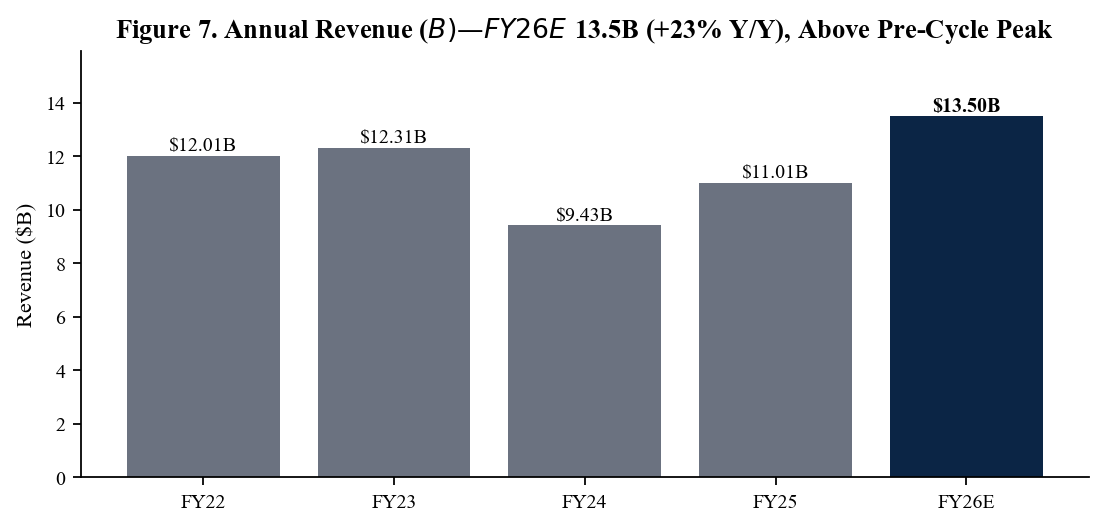 Figure 7. Annual Revenue (B)—FY26E 13.5B (+23% Y/Y), Above Pre-Cycle Peak
Revenue ($B)
14
12
10
8
6
4
2
0
$12.01B
$12.31B
$9.43B
$11.01B
$13.50B
FY22
FY23
FY24
FY25
FY26E